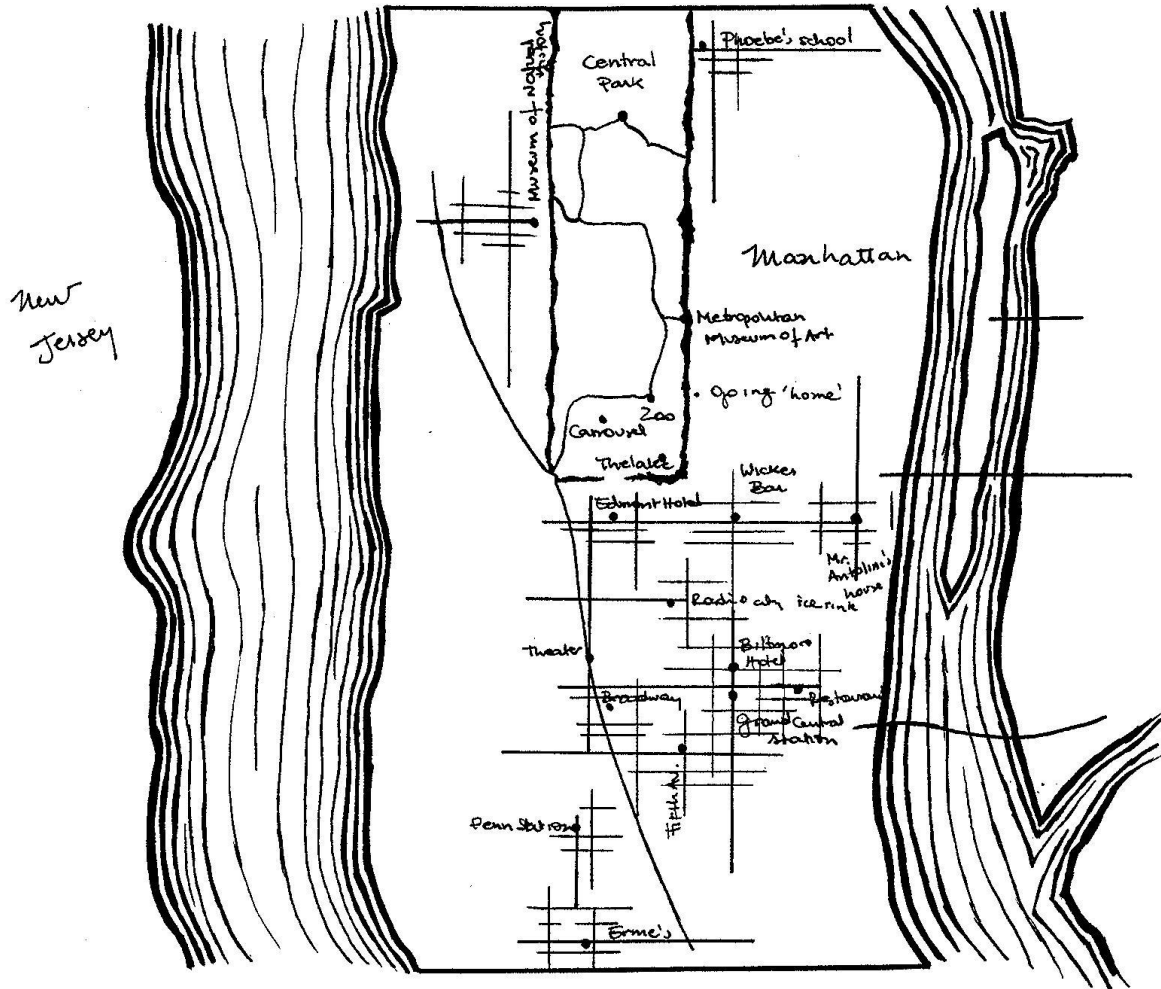 Phoebe's school
Central
Park
Museum of Natural
History
Manhattan
New
Jersey
Metropolitan
Museum of Art
. Going 'home'
Zoo
Carrousel
The lake
Wicker
Bar
Edmont Hotel
Mr.
Antolini's
house
Radio city ice rink
Theater
Biltmore
Hotel
Broadway
Restaurant
Grand Central
station
Fifth Av.
Penn Station
Ernie's